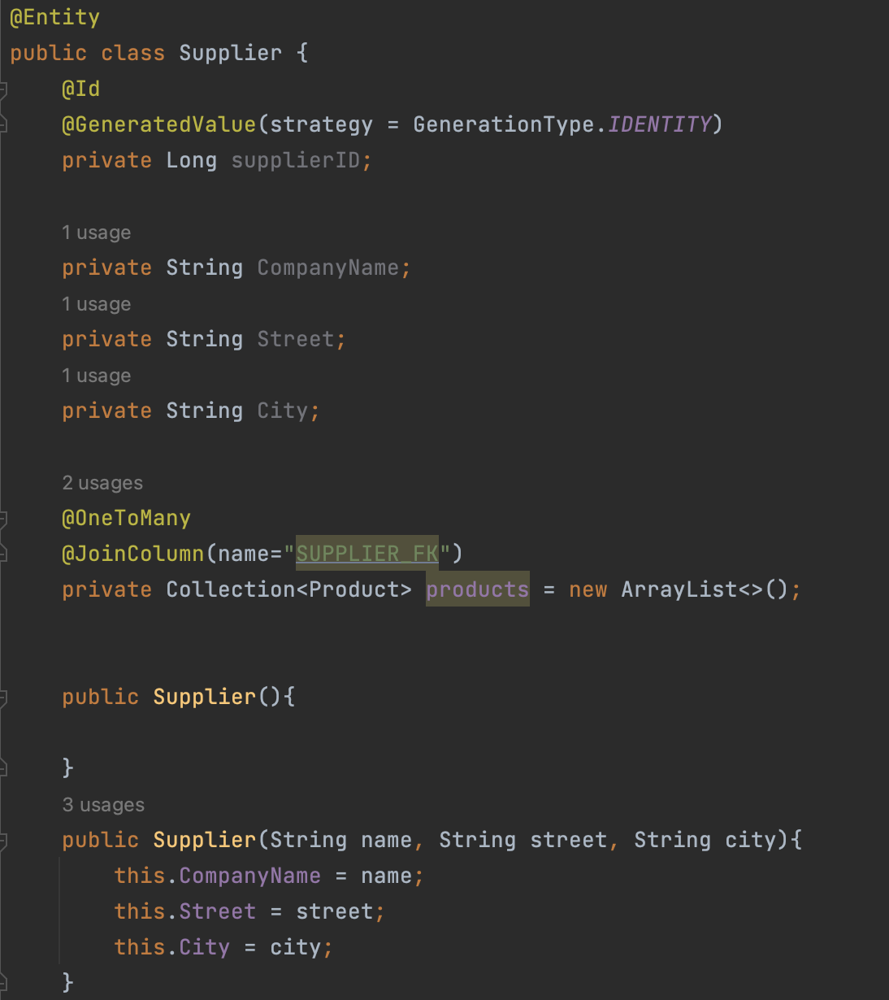 @Entity
public class Supplier {
@Id
@GeneratedValue(strategy = GenerationType.IDENTITY)
private Long supplierID;
1 usage
private String CompanyName;
1 usage
private String Street;
1 usage
private String City;
2 usages
@OneToMany
@JoinColumn(name="SUPPLIER_FK")
private Collection<Product> products = new ArrayList<>();
public Supplier(){
}
3 usages
public Supplier(String name, String street, String city){
this.CompanyName = name;
this.Street = street;
this.City = city;
}